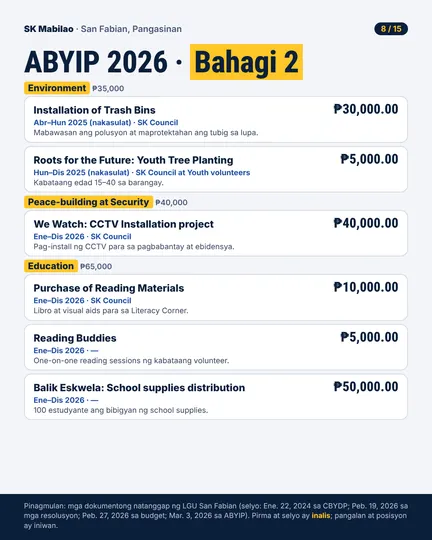 SK Mabilao · San Fabian, Pangasinan
8 / 15
ABYIP 2026 · Bahagi 2
Environment ₱35,000
Installation of Trash Bins ₱30,000.00
Abr–Hun 2025 (nakasulat) · SK Council
Mabawasan ang polusyon at maprotektahan ang tubig sa lupa.
Roots for the Future: Youth Tree Planting ₱5,000.00
Hun–Dis 2025 (nakasulat) · SK Council at Youth volunteers
Kabataang edad 15–40 sa barangay.
Peace-building at Security ₱40,000
We Watch: CCTV Installation project ₱40,000.00
Ene–Dis 2026 · SK Council
Pag-install ng CCTV para sa pagbabantay at ebidensya.
Education ₱65,000
Purchase of Reading Materials ₱10,000.00
Ene–Dis 2026 · SK Council
Libro at visual aids para sa Literacy Corner.
Reading Buddies ₱5,000.00
Ene–Dis 2026 · —
One-on-one reading sessions ng kabataang volunteer.
Balik Eskwela: School supplies distribution ₱50,000.00
Ene–Dis 2026 · —
100 estudyante ang bibigyan ng school supplies.
Pinagmulan: mga dokumentong natanggap ng LGU San Fabian (selyo: Ene. 22, 2024 sa CBYDP; Peb. 19, 2026 sa
mga resolusyon; Peb. 27, 2026 sa budget; Mar. 3, 2026 sa ABYIP). Pirma at selyo ay inalis; pangalan at posisyon
ay iniwan.